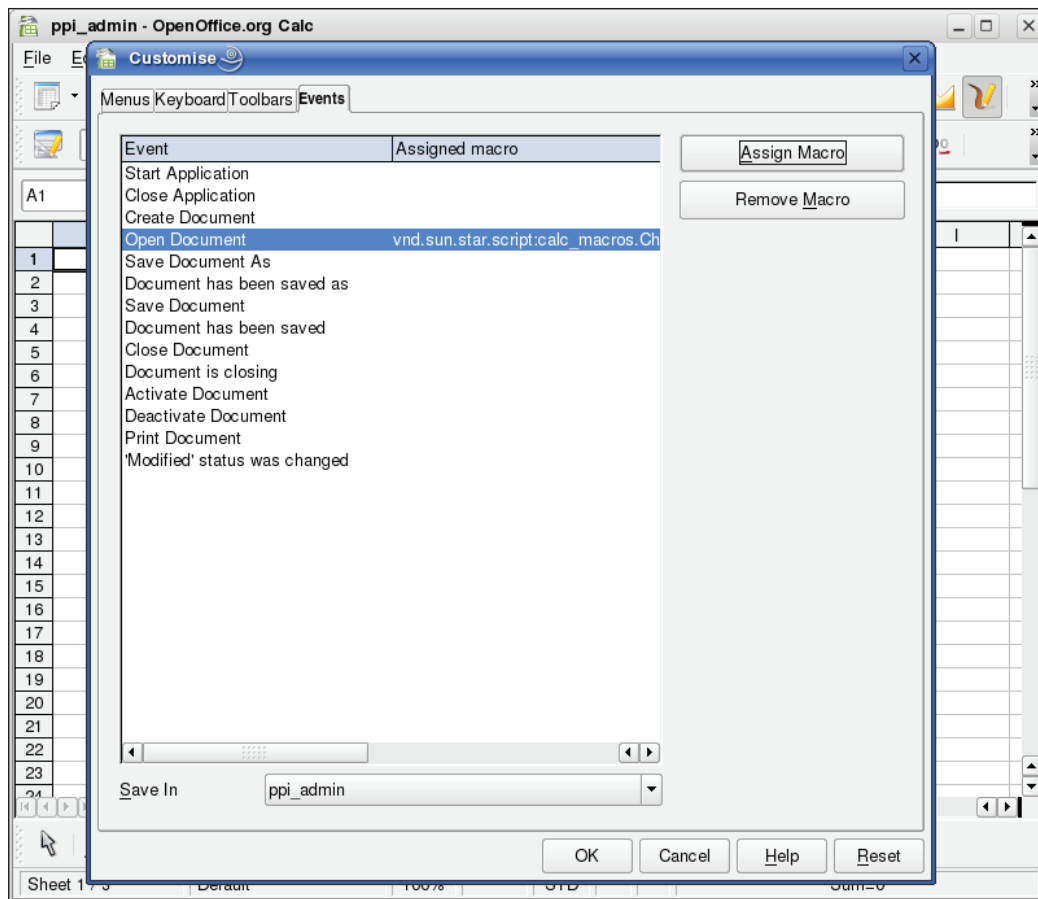 ppi_admin - OpenOffice.org Calc
File
Customise
Menus Keyboard Toolbars Events
Event Assigned macro
Assign Macro
Start Application
Close Application
Remove Macro
A1
Create Document
Open Document vnd.sun.star.script:calc_macros.Ch
I
Save Document As
Document has been saved as
Save Document
Document has been saved
Close Document
Document is closing
Activate Document
Deactivate Document
Print Document
'Modified' status was changed
1
2
3
4
5
6
7
8
9
10
11
12
13
14
15
16
17
18
19
20
21
22
23
24
Save In ppi_admin
OK Cancel Help Reset
Sheet 1 / 3 Default 100% STD Sum=0